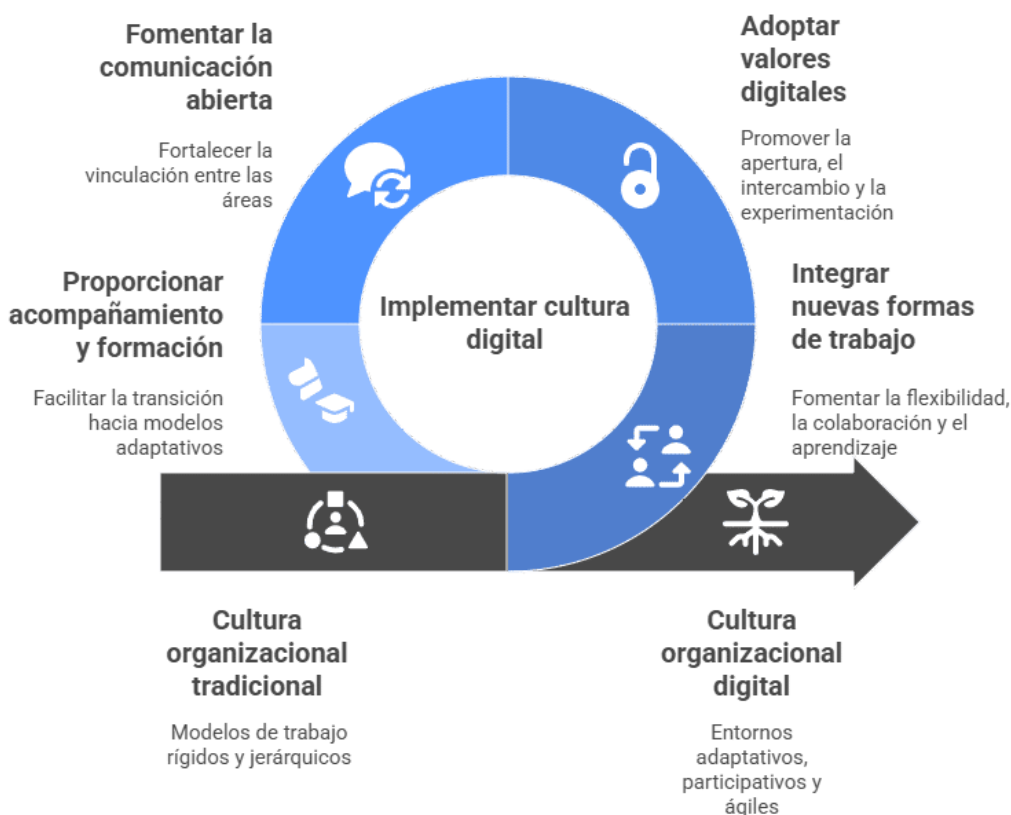 Fomentar la
comunicación
abierta
Fortalecer la
vinculación entre las
áreas
Adoptar
valores
digitales
Promover la
apertura, el
intercambio y la
experimentación
Proporcionar
acompañamiento
y formación
Facilitar la transición
hacia modelos
adaptativos
Implementar cultura
digital
Integrar
nuevas formas
de trabajo
Fomentar la flexibilidad,
la colaboración y el
aprendizaje
Cultura
organizacional
tradicional
Modelos de trabajo
rígidos y jerárquicos
Cultura
organizacional
digital
Entornos
adaptativos,
participativos y
ágiles